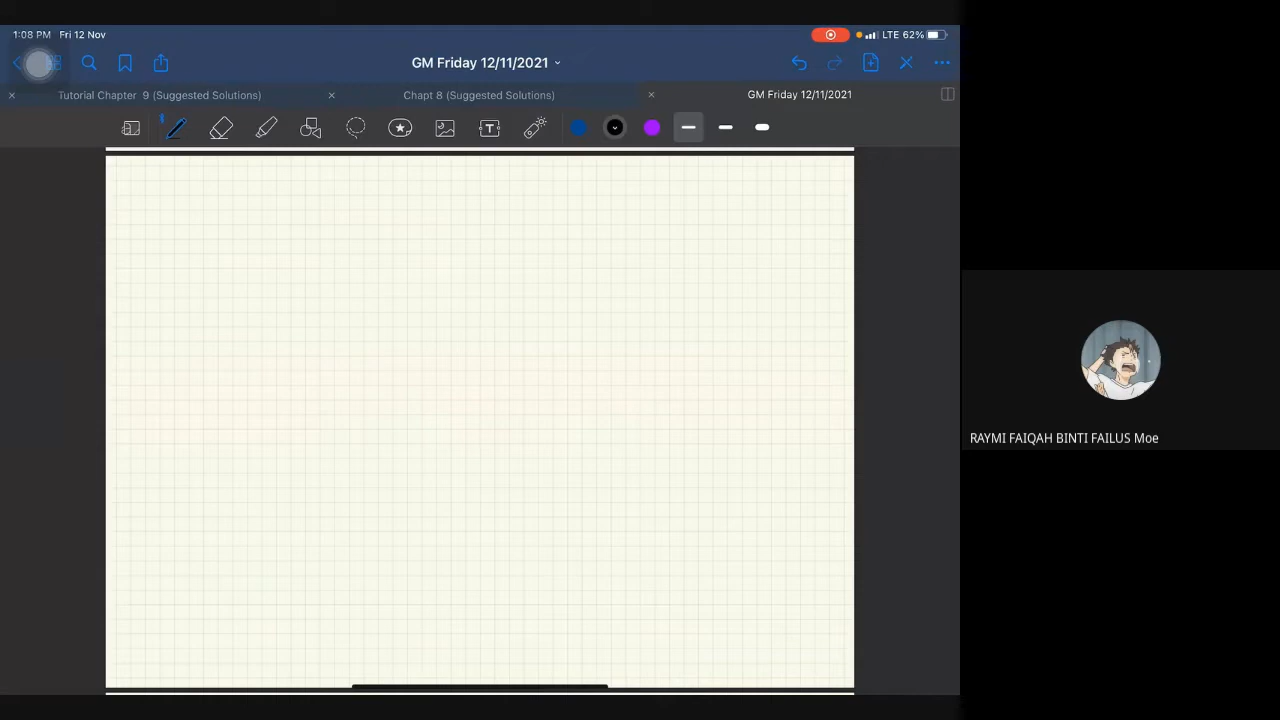 1:08 PM Fri 12 Nov
LTE 62%
GM Friday 12/11/2021
Tutorial Chapter 9 (Suggested Solutions)
Chapt 8 (Suggested Solutions)
GM Friday 12/11/2021
T
RAYMI FAIQAH BINTI FAILUS Moe